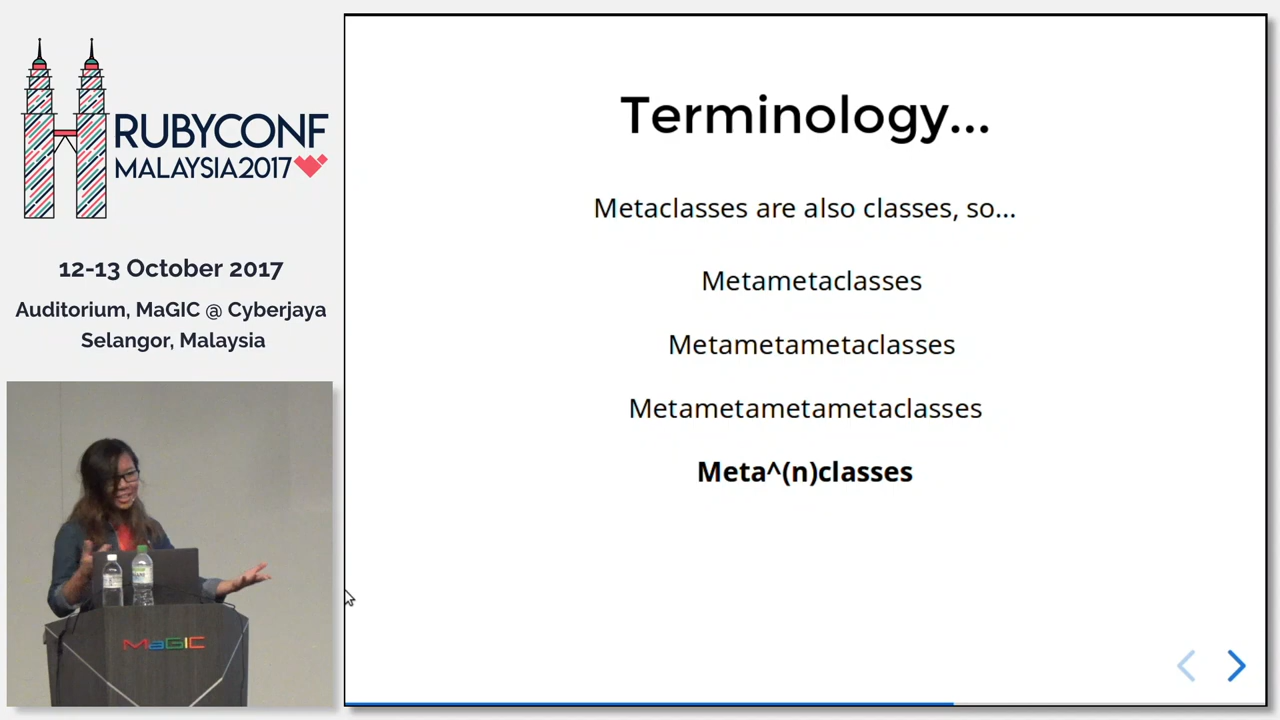 RUBYCONF
MALAYSIA2017
12-13 October 2017
Auditorium, MaGIC @ Cyberjaya
Selangor, Malaysia
MaGIC
Terminology...
Metaclasses are also classes, so...
Metametaclasses
Metametametaclasses
Metametametametaclasses
Meta^(n)classes